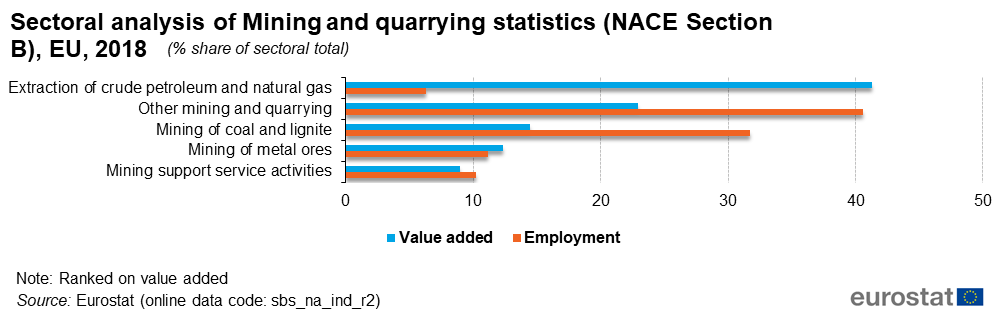 Sectoral analysis of Mining and quarrying statistics (NACE Section
B), EU, 2018 (% share of sectoral total)
Extraction of crude petroleum and natural gas
Other mining and quarrying
Mining of coal and lignite
Mining of metal ores
Mining support service activities
0 10 20 30 40 50
Value added Employment
Note: Ranked on value added
Source: Eurostat (online data code: sbs_na_ind_r2)
eurostat